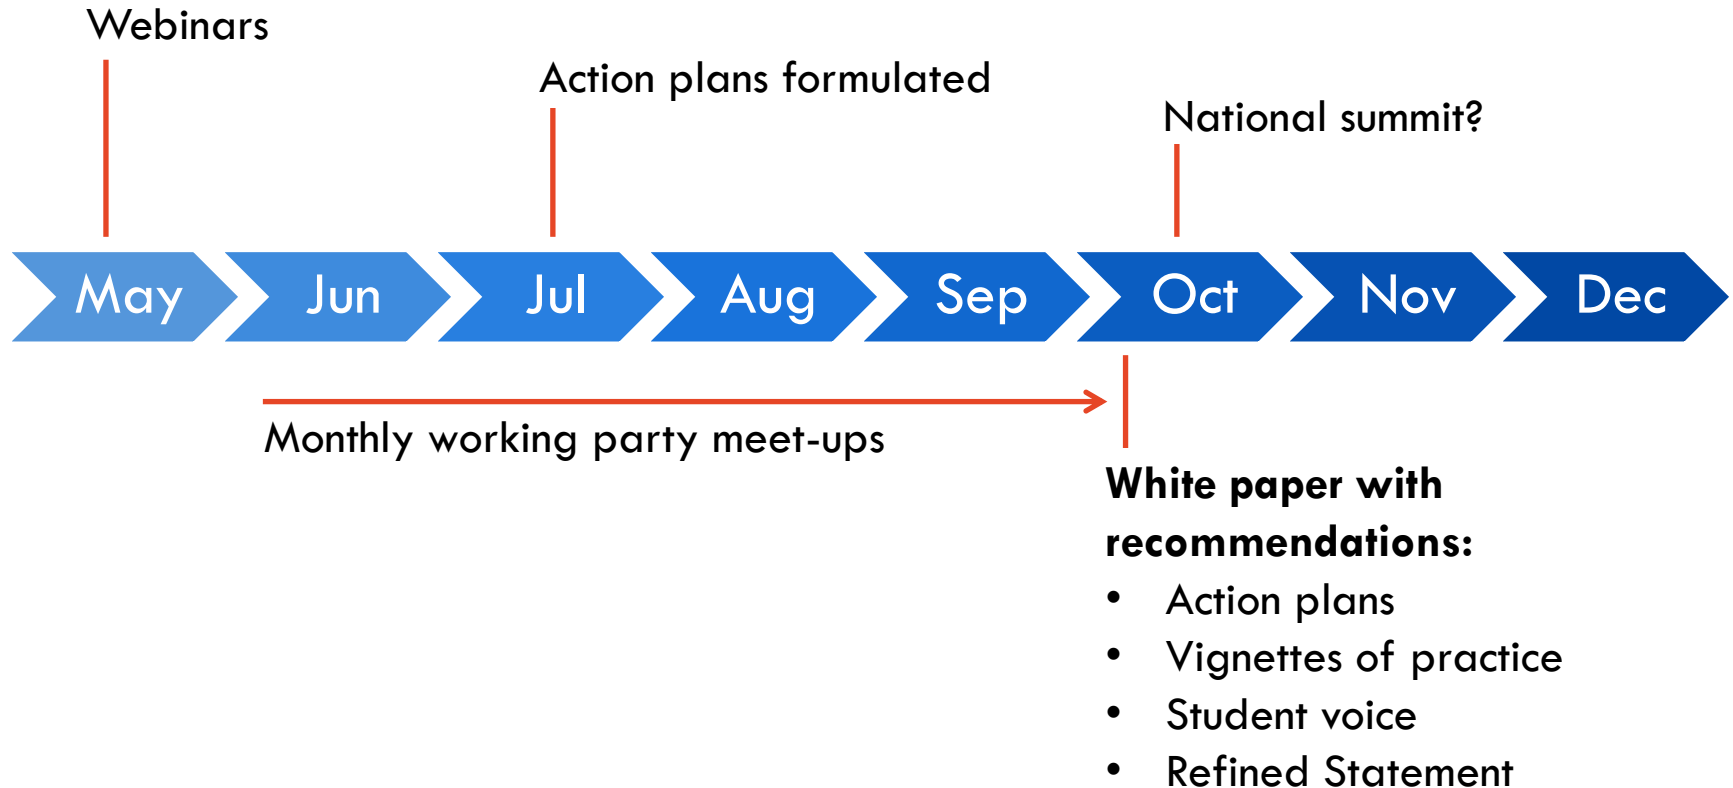 Webinars
Action plans formulated
National summit?
May Jun Jul Aug Sep Oct Nov Dec
Monthly working party meet-ups
White paper with
recommendations:
• Action plans
• Vignettes of practice
• Student voice
• Refined Statement